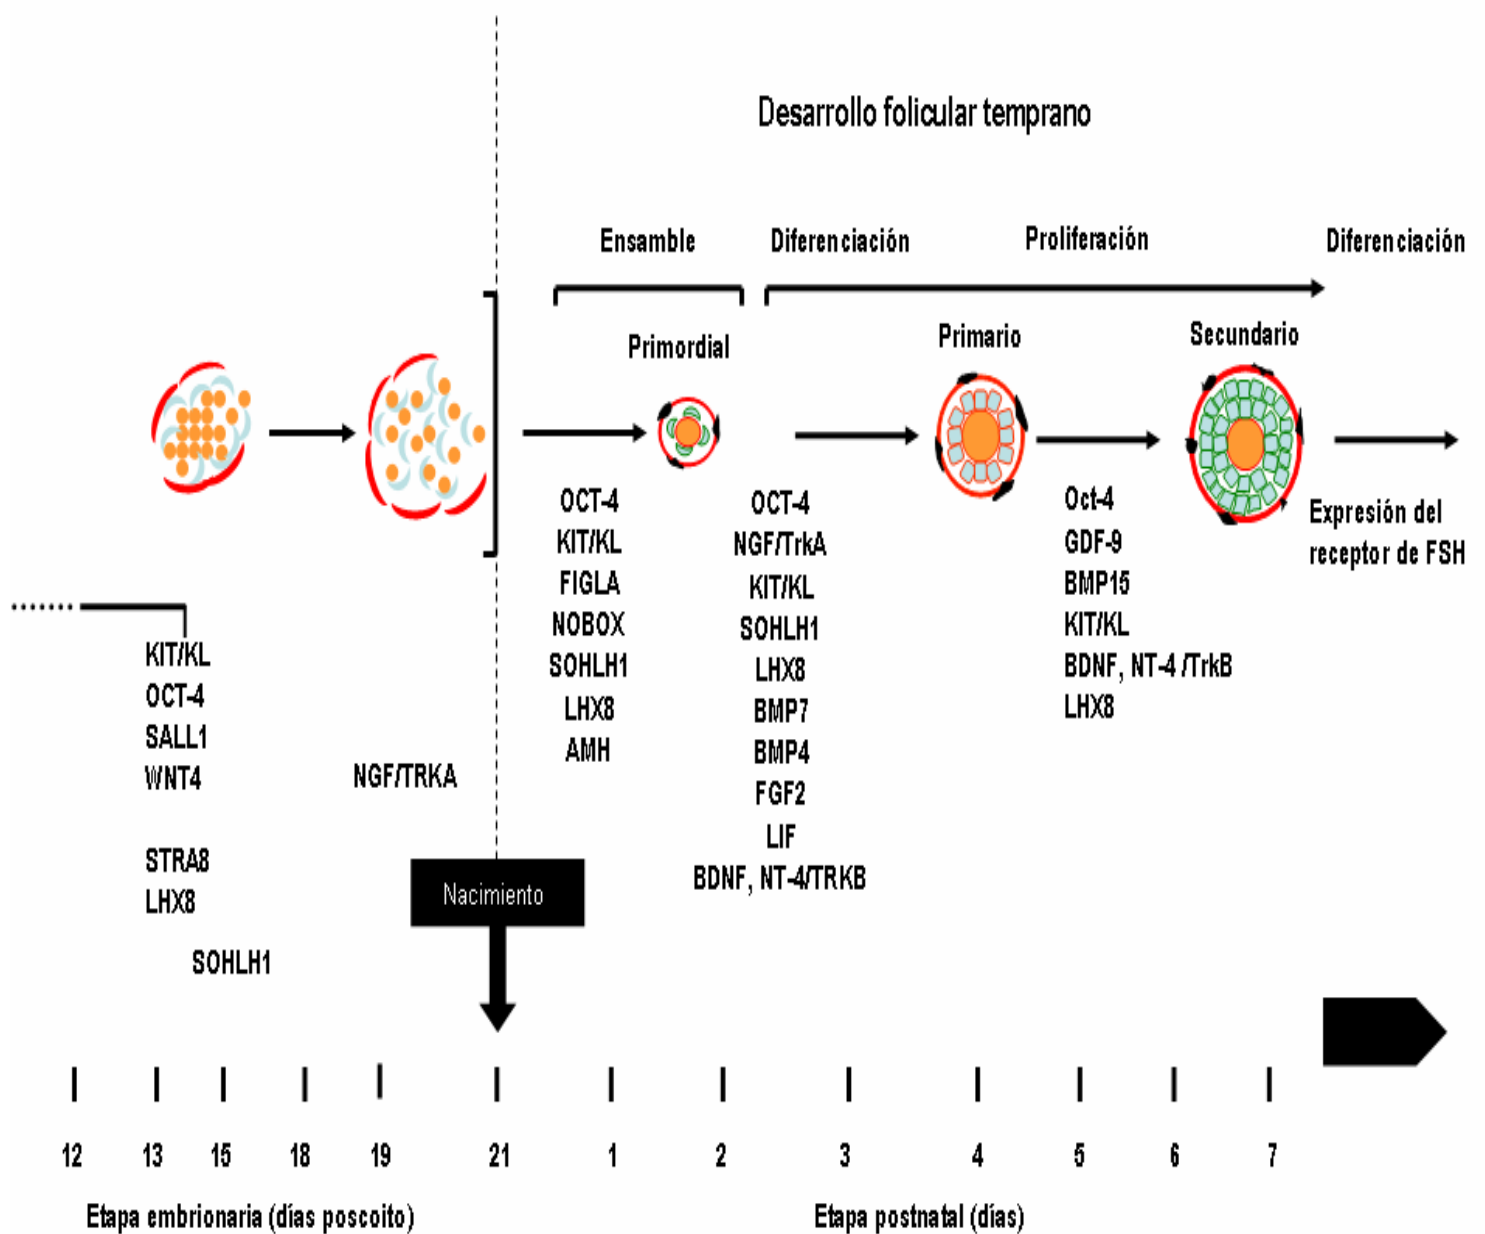 Desarrollo folicular temprano
Ensamble
Diferenciación
Proliferación
Diferenciación
Primordial
Primario
Secundario
KIT/KL
OCT-4
SALL1
WNT4
STRA8
LHX8
SOHLH1
NGF/TRKA
OCT-4
KIT/KL
FIGLA
NOBOX
SOHLH1
LHX8
AMH
OCT-4
NGF/TrkA
KIT/KL
SOHLH1
LHX8
BMP7
BMP4
FGF2
LIF
BDNF, NT-4/TRKB
Oct-4
GDF-9
BMP15
KIT/KL
BDNF, NT-4 /TrkB
LHX8
Expresión del
receptor de FSH
Nacimiento
12 13 15 18 19 21 1 2 3 4 5 6 7
Etapa embrionaria (días poscoito)
Etapa postnatal (días)